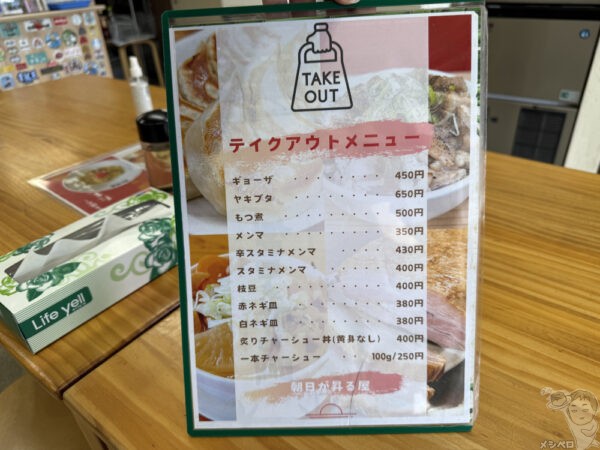 TAKE
OUT
テイクアウトメニュー
ギョーザ ・・・・・・・・ 450円
ヤキブタ ・・・・・・・・ 650円
もつ煮 ・・・・・・・・・ 500円
メンマ ・・・・・・・・・ 350円
辛スタミナメンマ ・・・・ 430円
スタミナメンマ ・・・・・ 400円
枝豆 ・・・・・・・・・・ 400円
赤ネギ皿 ・・・・・・・・ 380円
白ネギ皿 ・・・・・・・・ 380円
炙りチャーシュー丼(黄身なし) 400円
一本チャーシュー ・・ 100g/250円
朝日が昇る屋
Life yell
メシペロ